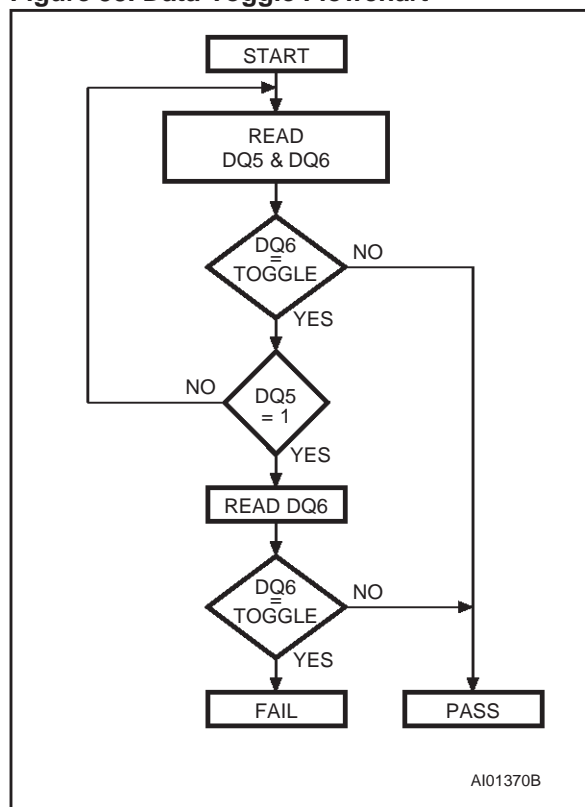 Figure Data Toggle Flowchart
START
READ
DQ5 & DQ6
DQ6
=
TOGGLE
NO
YES
NO
DQ5
= 1
YES
READ DQ6
DQ6
=
TOGGLE
NO
YES
FAIL
PASS
AI01370B